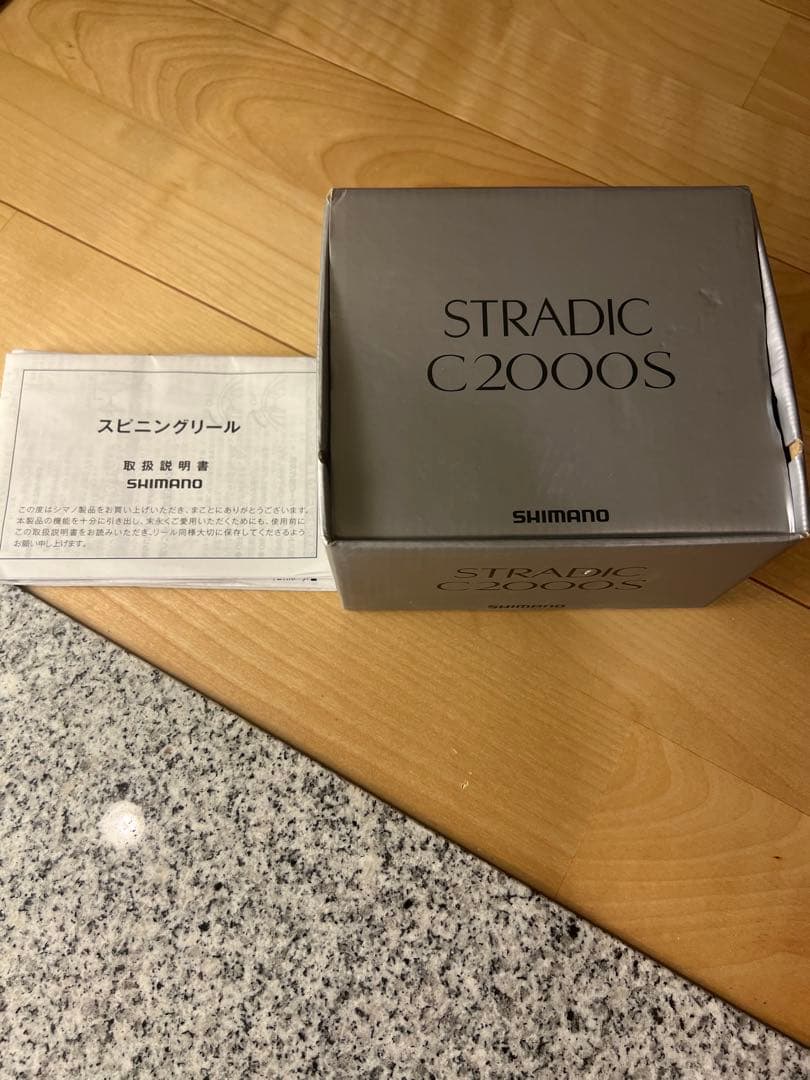 スピニングリール
取扱説明書
SHIMANO
この度はシマノ製品をお買い上げいただき、まことにありがとうございます。
本製品の機能を十分に引き出し、末永くご愛用いただくためにも、使用前に
この取扱説明書をお読みいただき、リール同様大切に保存してくださるよう
お願い申し上げます。
STRADIC
C2000S
SHIMANO
STRADIC
C2000S
SHIMANO